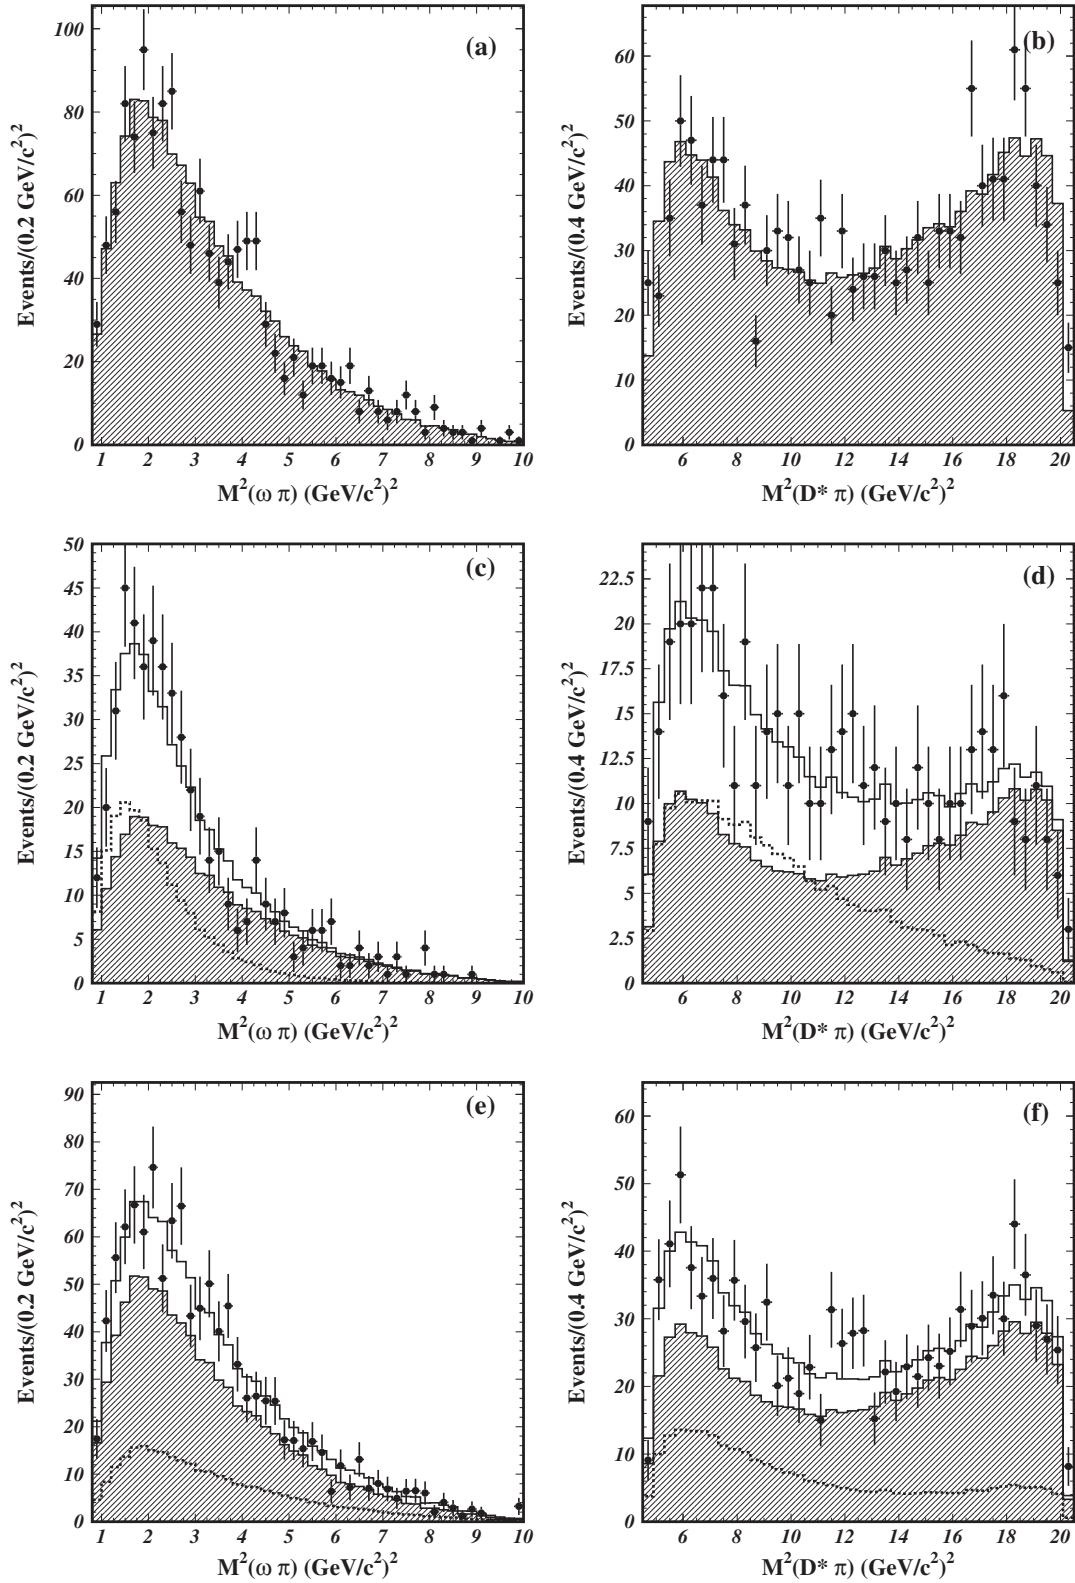 (a)
Events/(0.2 GeV/c²)²
100
80
60
40
20
0
1 2 3 4 5 6 7 8 9 10
M²(ω π) (GeV/c²)²
(b)
Events/(0.4 GeV/c²)²
60
50
40
30
20
10
0
6 8 10 12 14 16 18 20
M²(D* π) (GeV/c²)²
(c)
Events/(0.2 GeV/c²)²
50
45
40
35
30
25
20
15
10
5
0
1 2 3 4 5 6 7 8 9 10
M²(ω π) (GeV/c²)²
(d)
Events/(0.4 GeV/c²)²
22.5
20
17.5
15
12.5
10
7.5
5
2.5
0
6 8 10 12 14 16 18 20
M²(D* π) (GeV/c²)²
(e)
Events/(0.2 GeV/c²)²
90
80
70
60
50
40
30
20
10
0
1 2 3 4 5 6 7 8 9 10
M²(ω π) (GeV/c²)²
(f)
Events/(0.4 GeV/c²)²
60
50
40
30
20
10
0
6 8 10 12 14 16 18 20
M²(D* π) (GeV/c²)²